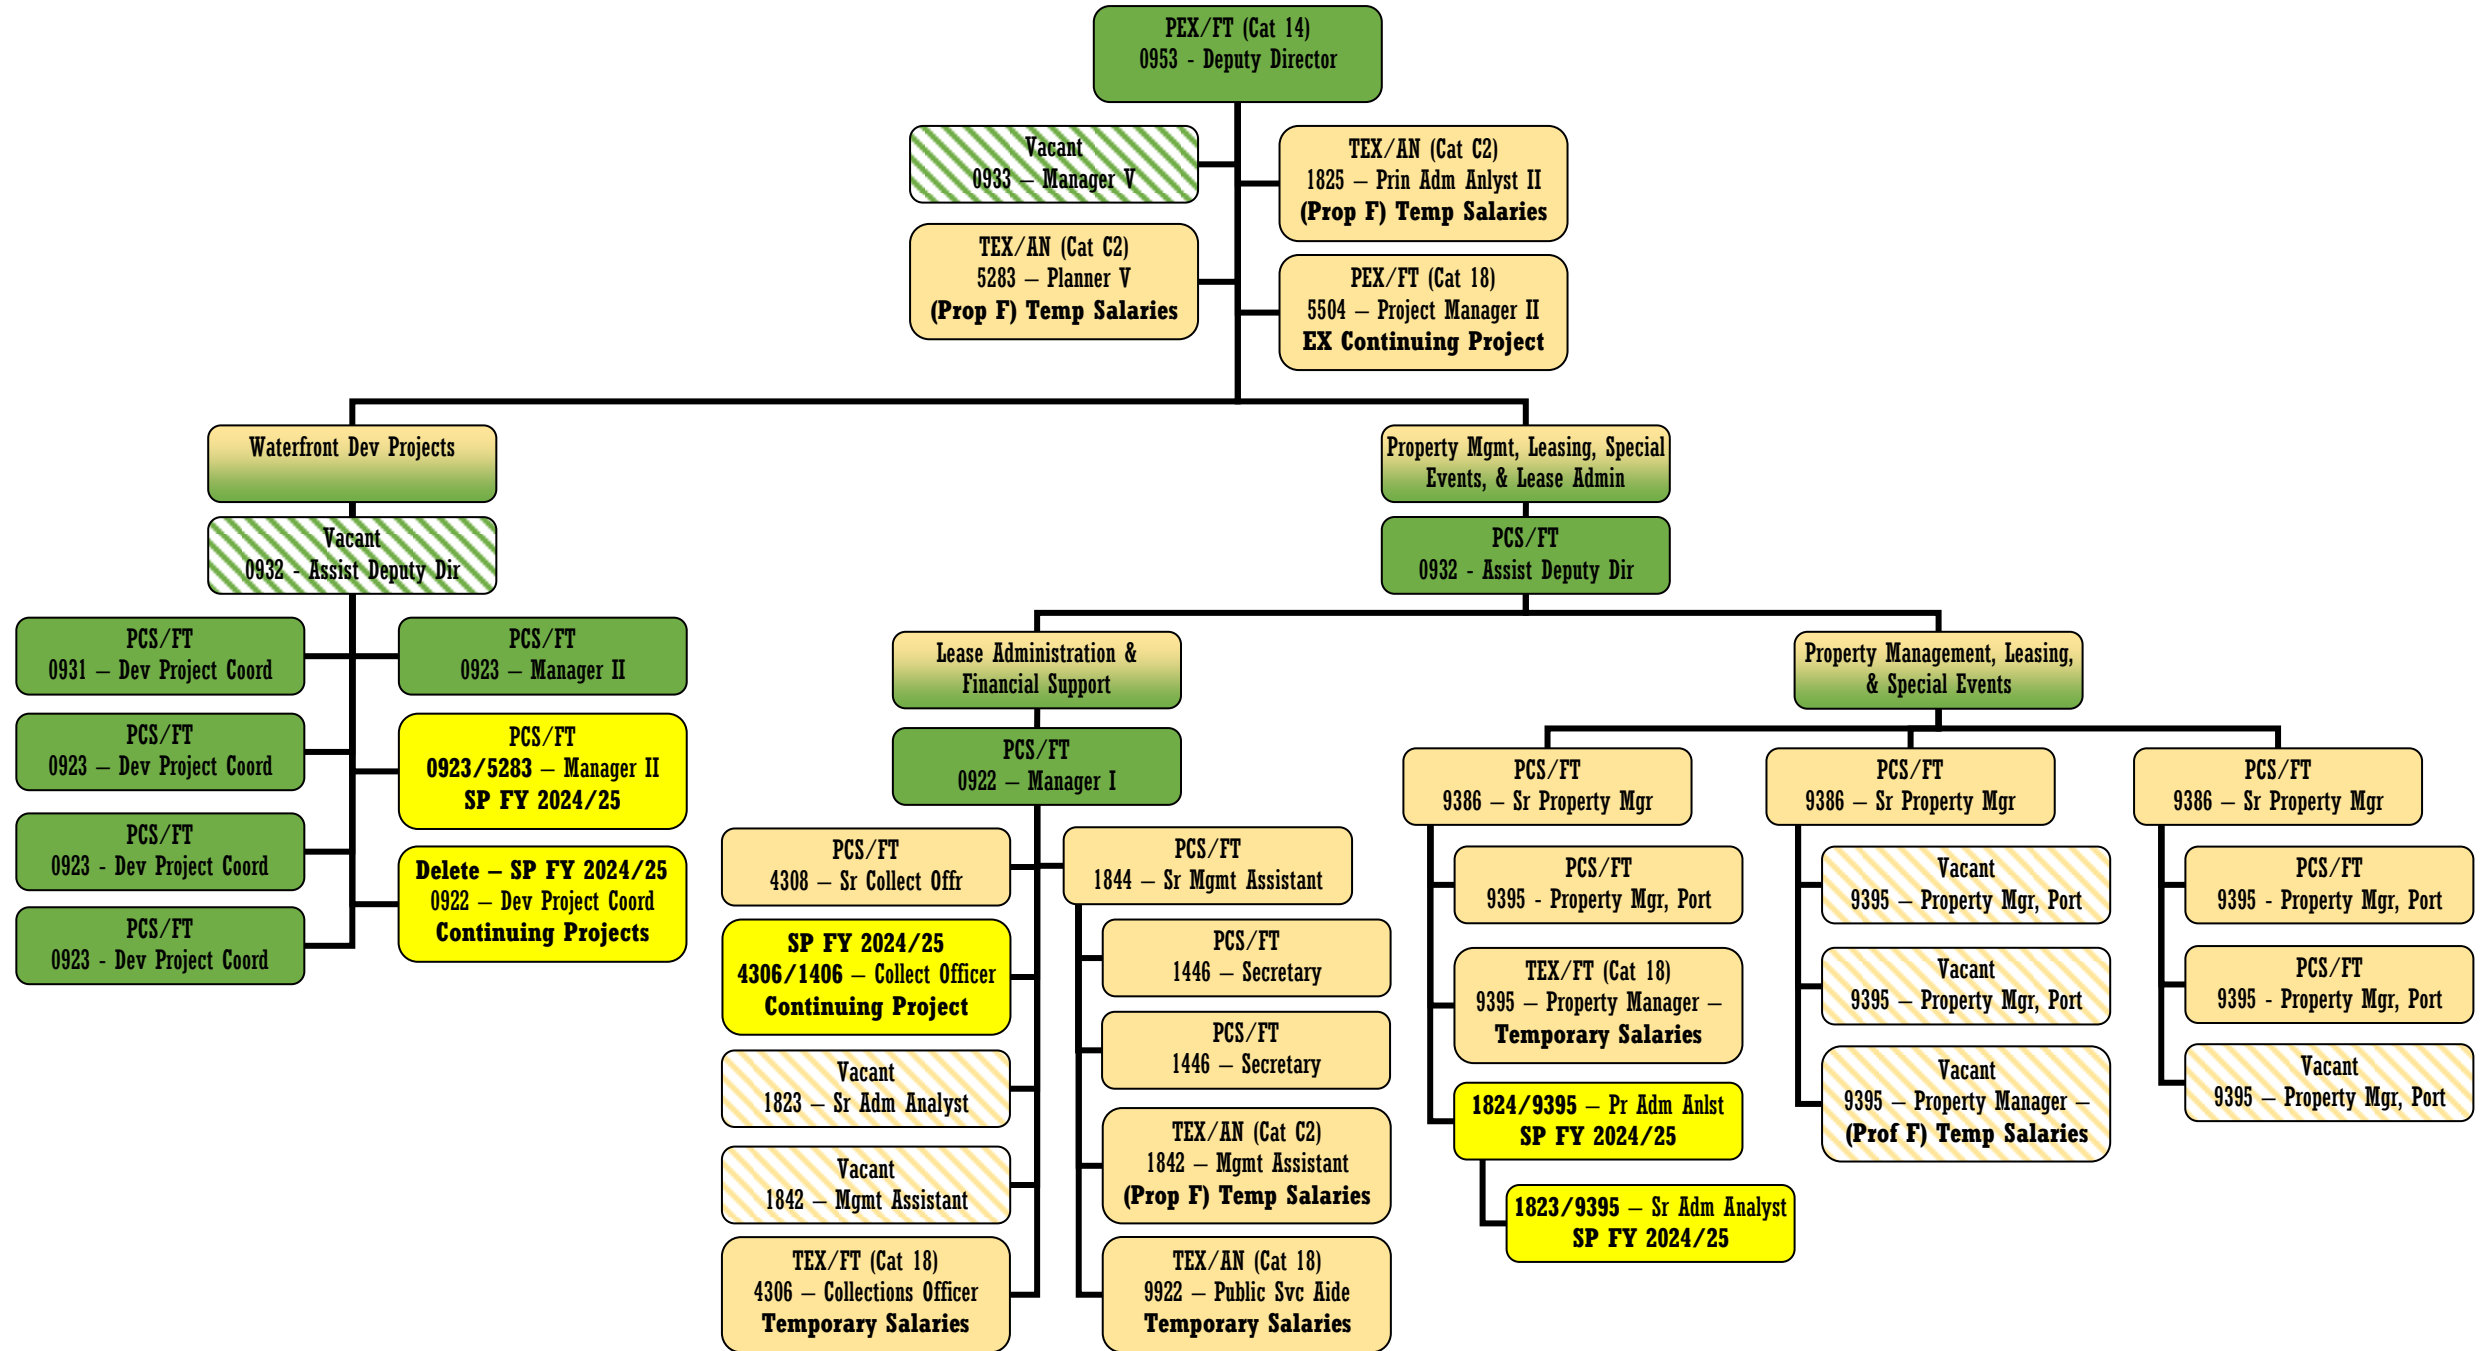 PEX/FT (Cat 14)
0953 - Deputy Director
Vacant
0933 – Manager V
TEX/AN (Cat C2)
1825 – Prin Adm Anlyst II
(Prop F) Temp Salaries
TEX/AN (Cat C2)
5283 – Planner V
(Prop F) Temp Salaries
PEX/FT (Cat 18)
5504 – Project Manager II
EX Continuing Project
Waterfront Dev Projects
Vacant
0932 - Assist Deputy Dir
PCS/FT
0931 – Dev Project Coord
PCS/FT
0923 – Manager II
PCS/FT
0923 – Dev Project Coord
PCS/FT
0923/5283 – Manager II
SP FY 2024/25
PCS/FT
0923 - Dev Project Coord
Delete – SP FY 2024/25
0922 – Dev Project Coord
Continuing Projects
PCS/FT
0923 - Dev Project Coord
Property Mgmt, Leasing, Special
Events, & Lease Admin
PCS/FT
0932 - Assist Deputy Dir
Lease Administration &
Financial Support
PCS/FT
0922 – Manager I
PCS/FT
4308 – Sr Collect Offr
SP FY 2024/25
4306/1406 – Collect Officer
Continuing Project
Vacant
1823 – Sr Adm Analyst
Vacant
1842 – Mgmt Assistant
TEX/FT (Cat 18)
4306 – Collections Officer
Temporary Salaries
PCS/FT
1844 – Sr Mgmt Assistant
PCS/FT
1446 – Secretary
PCS/FT
1446 – Secretary
TEX/AN (Cat C2)
1842 – Mgmt Assistant
(Prop F) Temp Salaries
TEX/AN (Cat 18)
9922 – Public Svc Aide
Temporary Salaries
Property Management, Leasing,
& Special Events
PCS/FT
9386 – Sr Property Mgr
PCS/FT
9395 - Property Mgr, Port
TEX/FT (Cat 18)
9395 – Property Manager –
Temporary Salaries
1824/9395 – Pr Adm Anlst
SP FY 2024/25
1823/9395 – Sr Adm Analyst
SP FY 2024/25
PCS/FT
9386 – Sr Property Mgr
Vacant
9395 – Property Mgr, Port
Vacant
9395 – Property Mgr, Port
Vacant
9395 – Property Manager –
(Prof F) Temp Salaries
PCS/FT
9386 – Sr Property Mgr
PCS/FT
9395 - Property Mgr, Port
PCS/FT
9395 - Property Mgr, Port
Vacant
9395 – Property Mgr, Port